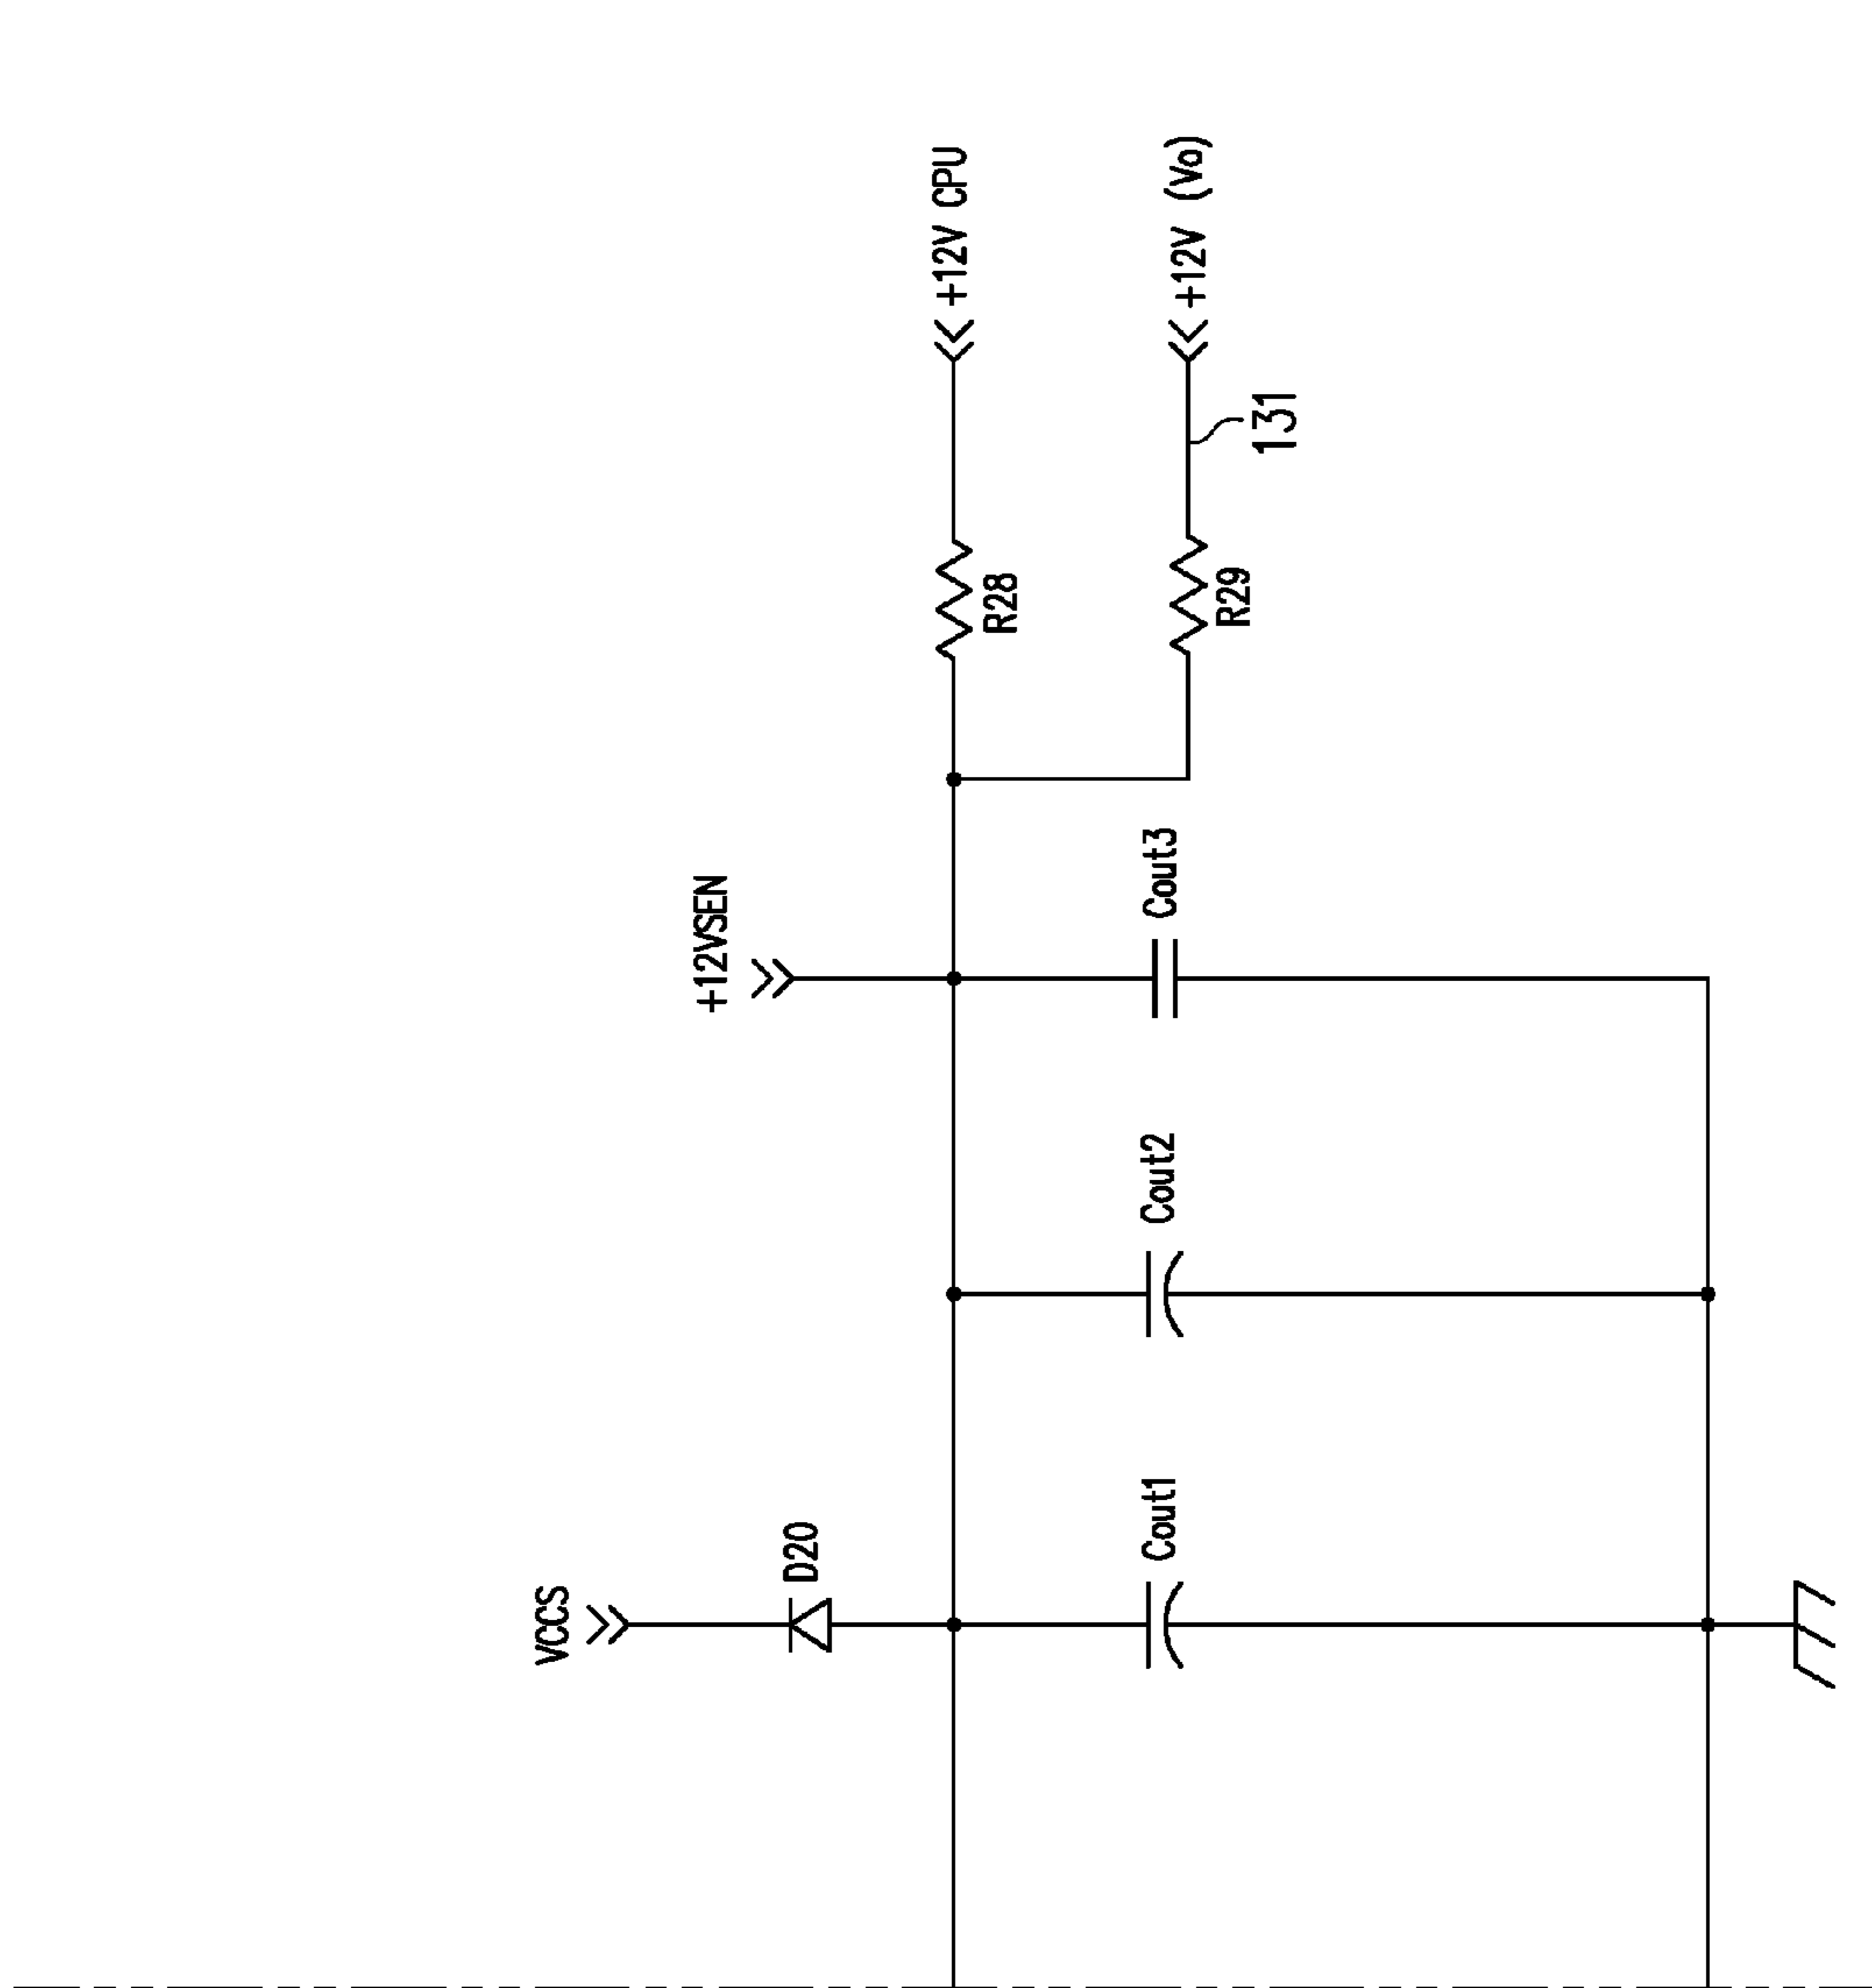 VCCS
D20
+12VSEN
Cout1
Cout2
Cout3
R28
+12V CPU
R29
+12V (Vo)
131